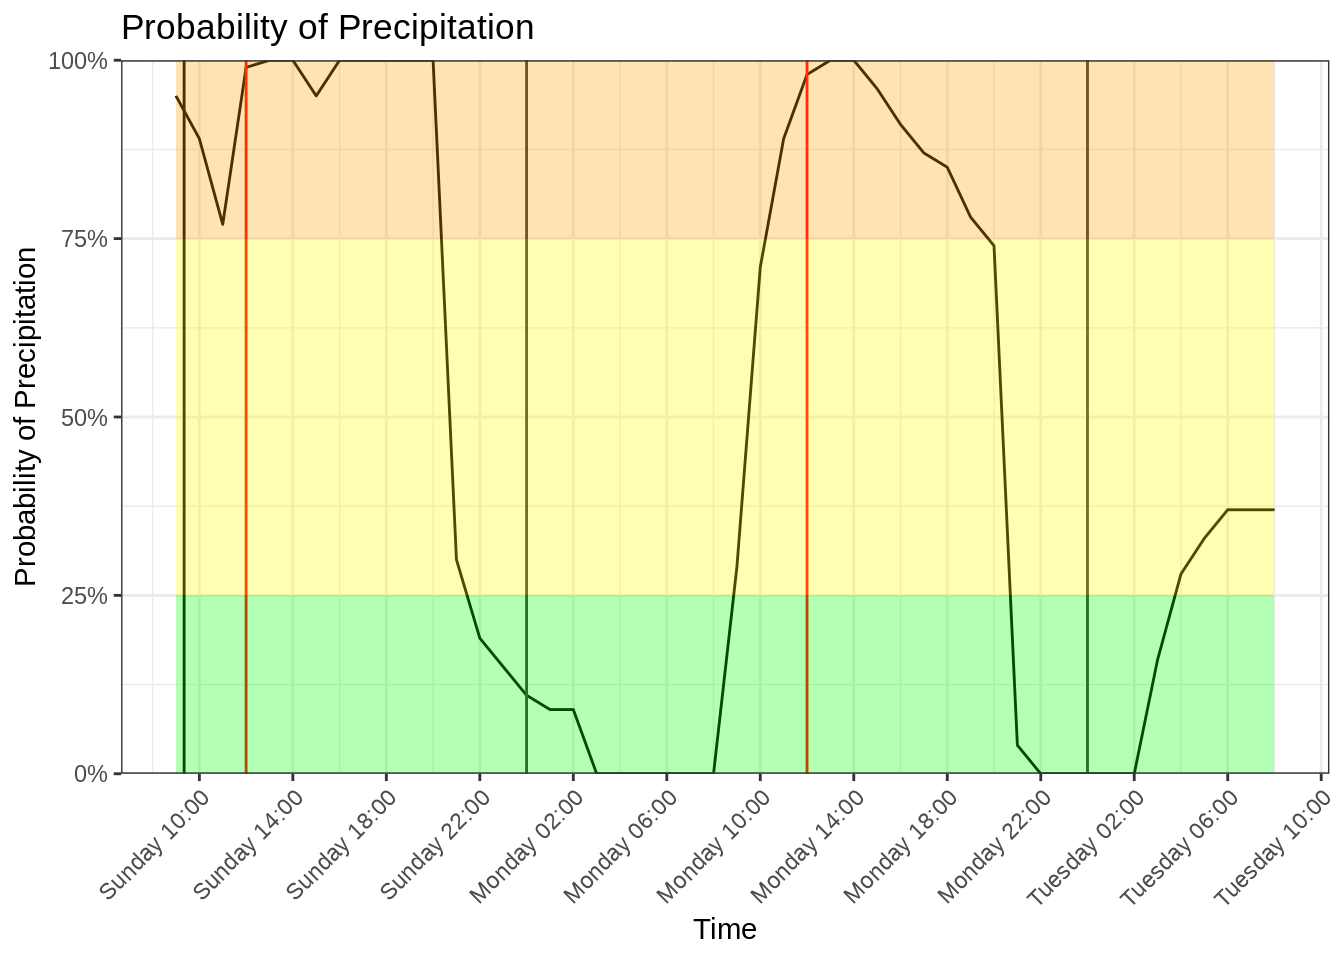 Probability of Precipitation
Probability of Precipitation
100%
75%
50%
25%
0%
Sunday 10:00
Sunday 14:00
Sunday 18:00
Sunday 22:00
Monday 02:00
Monday 06:00
Monday 10:00
Monday 14:00
Monday 18:00
Monday 22:00
Tuesday 02:00
Tuesday 06:00
Tuesday 10:00
Time